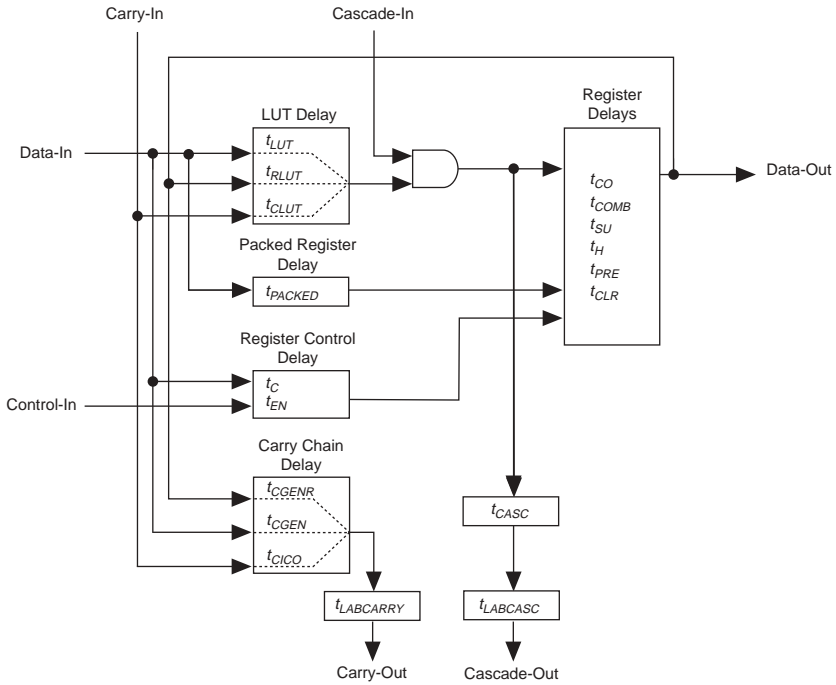 Carry-In
Cascade-In
LUT Delay
Register
Delays
Data-In
tLUT
tRLUT
tCLUT
Data-Out
tCO
tCOMB
tSU
tH
tPRE
tCLR
Packed Register
Delay
tPACKED
Register Control
Delay
tC
tEN
Control-In
Carry Chain
Delay
tCGENR
tCGEN
tCICO
tCASC
tLABCARRY
tLABCASC
Carry-Out
Cascade-Out